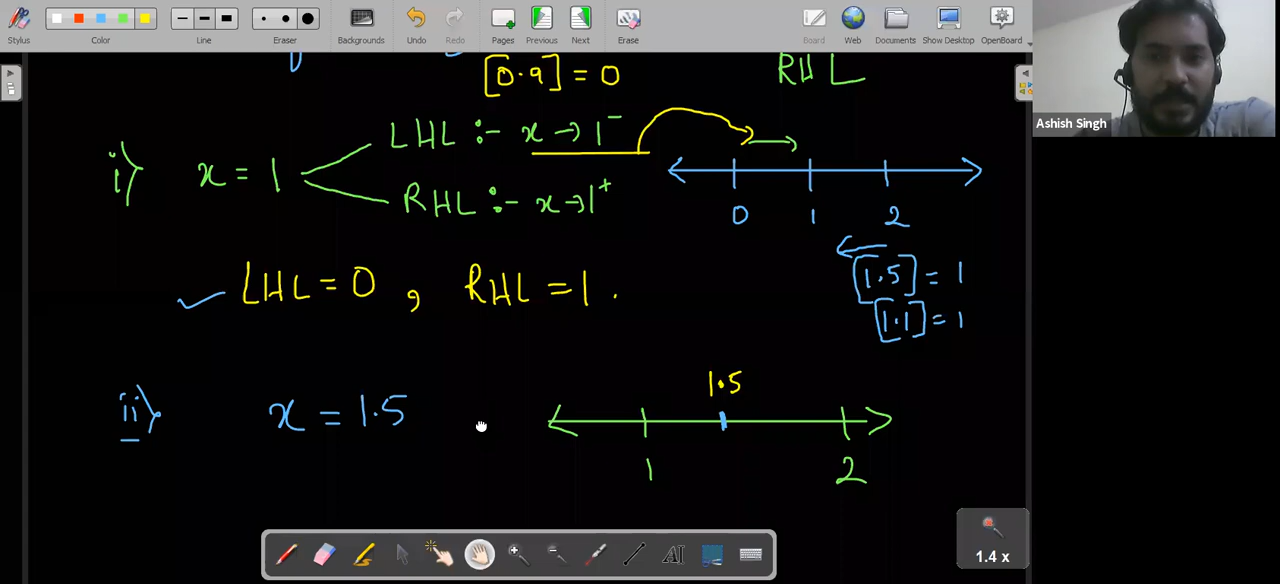 Stylus
Color
Line
Eraser
Backgrounds
Undo
Redo
Pages
Previous
Next
Erase
Board
Web
Documents
Show Desktop
OpenBoard
Ashish Singh
[0.9] = 0
RHL
i) x = 1
LHL :- x → 1⁻
RHL :- x → 1⁺
0 1 2
[1.5] = 1
[1.1] = 1
LHL = 0 , RHL = 1 .
ii) x = 1.5
1.5
1 2
1.4 x